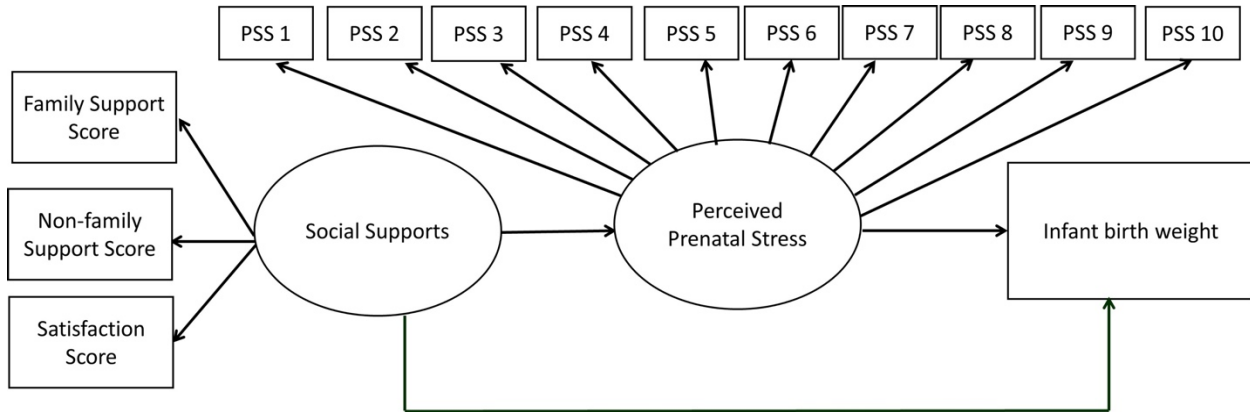 PSS 1
PSS 2
PSS 3
PSS 4
PSS 5
PSS 6
PSS 7
PSS 8
PSS 9
PSS 10
Family Support
Score
Non-family
Support Score
Satisfaction
Score
Social Supports
Perceived
Prenatal Stress
Infant birth weight